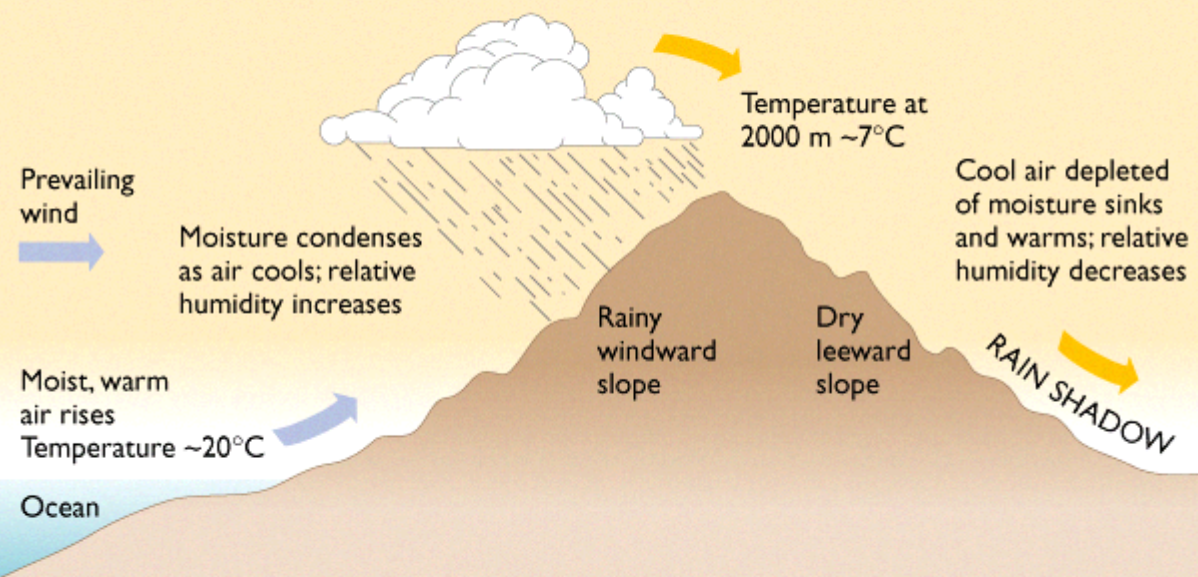 Prevailing
wind
Moisture condenses
as air cools; relative
humidity increases
Moist, warm
air rises
Temperature ~20°C
Ocean
Temperature at
2000 m ~7°C
Rainy
windward
slope
Dry
leeward
slope
Cool air depleted
of moisture sinks
and warms; relative
humidity decreases
RAIN SHADOW